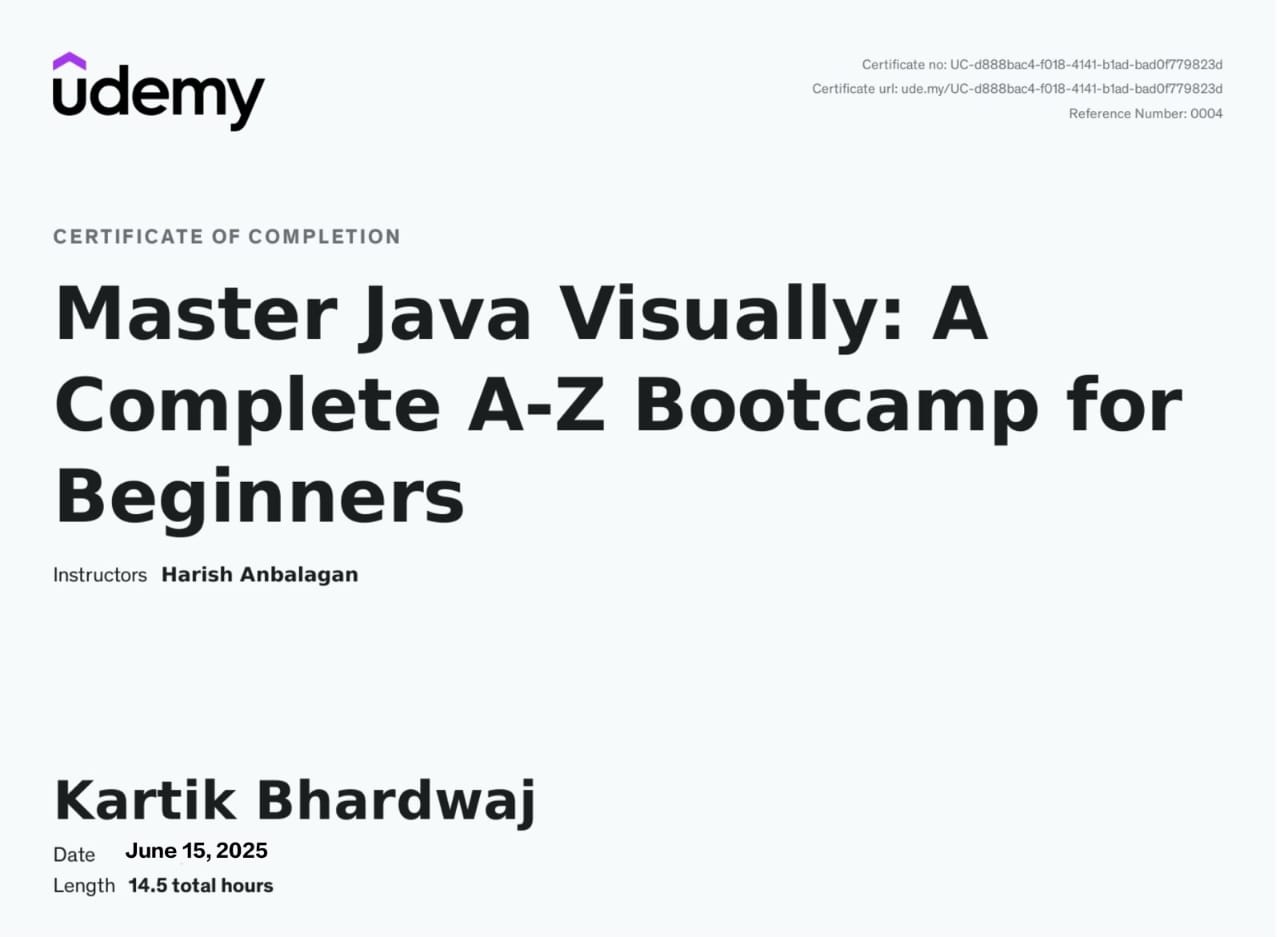 udemy
Certificate no: UC-d888bac4-f018-4141-b1ad-bad0f779823d
Certificate url: ude.my/UC-d888bac4-f018-4141-b1ad-bad0f779823d
Reference Number: 0004
CERTIFICATE OF COMPLETION
Master Java Visually: A
Complete A-Z Bootcamp for
Beginners
Instructors Harish Anbalagan
Kartik Bhardwaj
Date June 15, 2025
Length 14.5 total hours